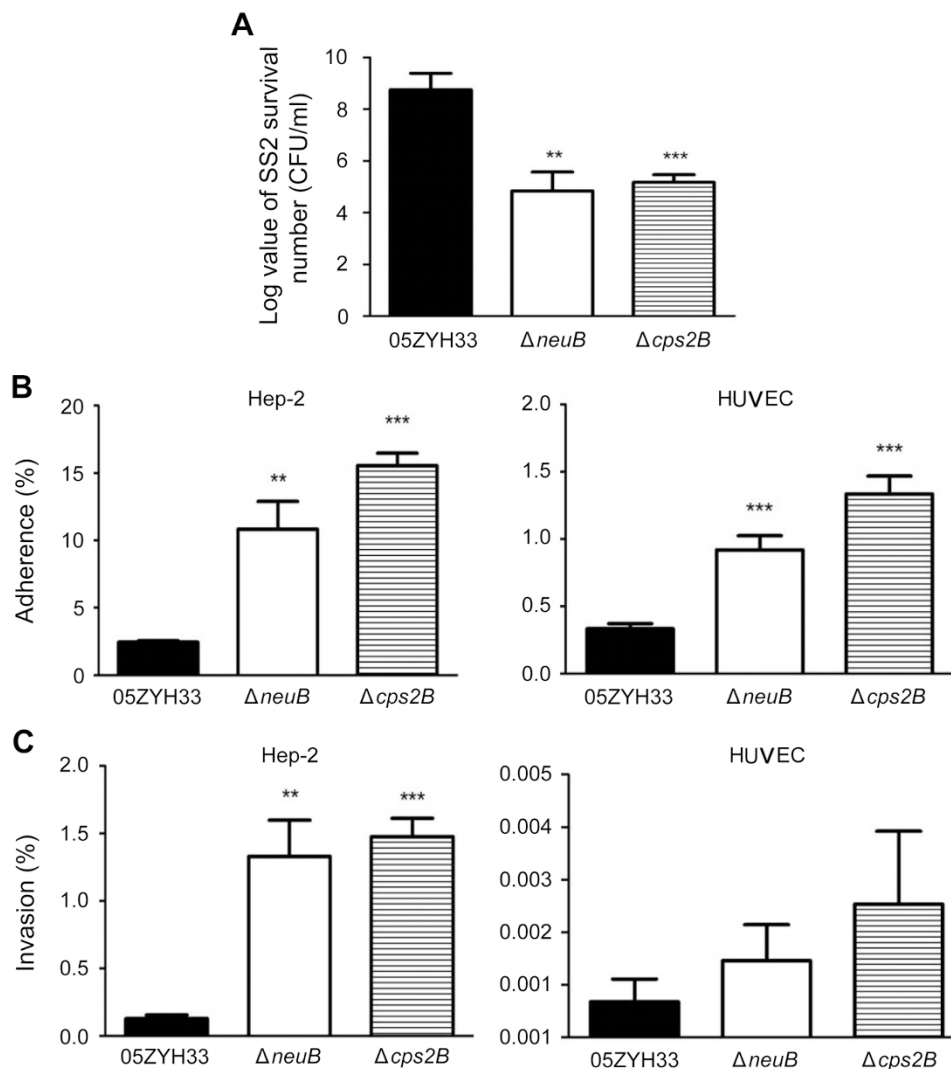 A
Log value of SS2 survival
number (CFU/ml)
10
8
6
4
2
0
**
***
05ZYH33
ΔneuB
Δcps2B
B
Hep-2
Adherence (%)
20
15
10
5
0
**
***
05ZYH33
ΔneuB
Δcps2B
HUVEC
2.0
1.5
1.0
0.5
0.0
***
***
05ZYH33
ΔneuB
Δcps2B
C
Hep-2
Invasion (%)
2.0
1.5
1.0
0.5
0.0
**
***
05ZYH33
ΔneuB
Δcps2B
HUVEC
0.005
0.004
0.003
0.002
0.001
0.001
05ZYH33
ΔneuB
Δcps2B